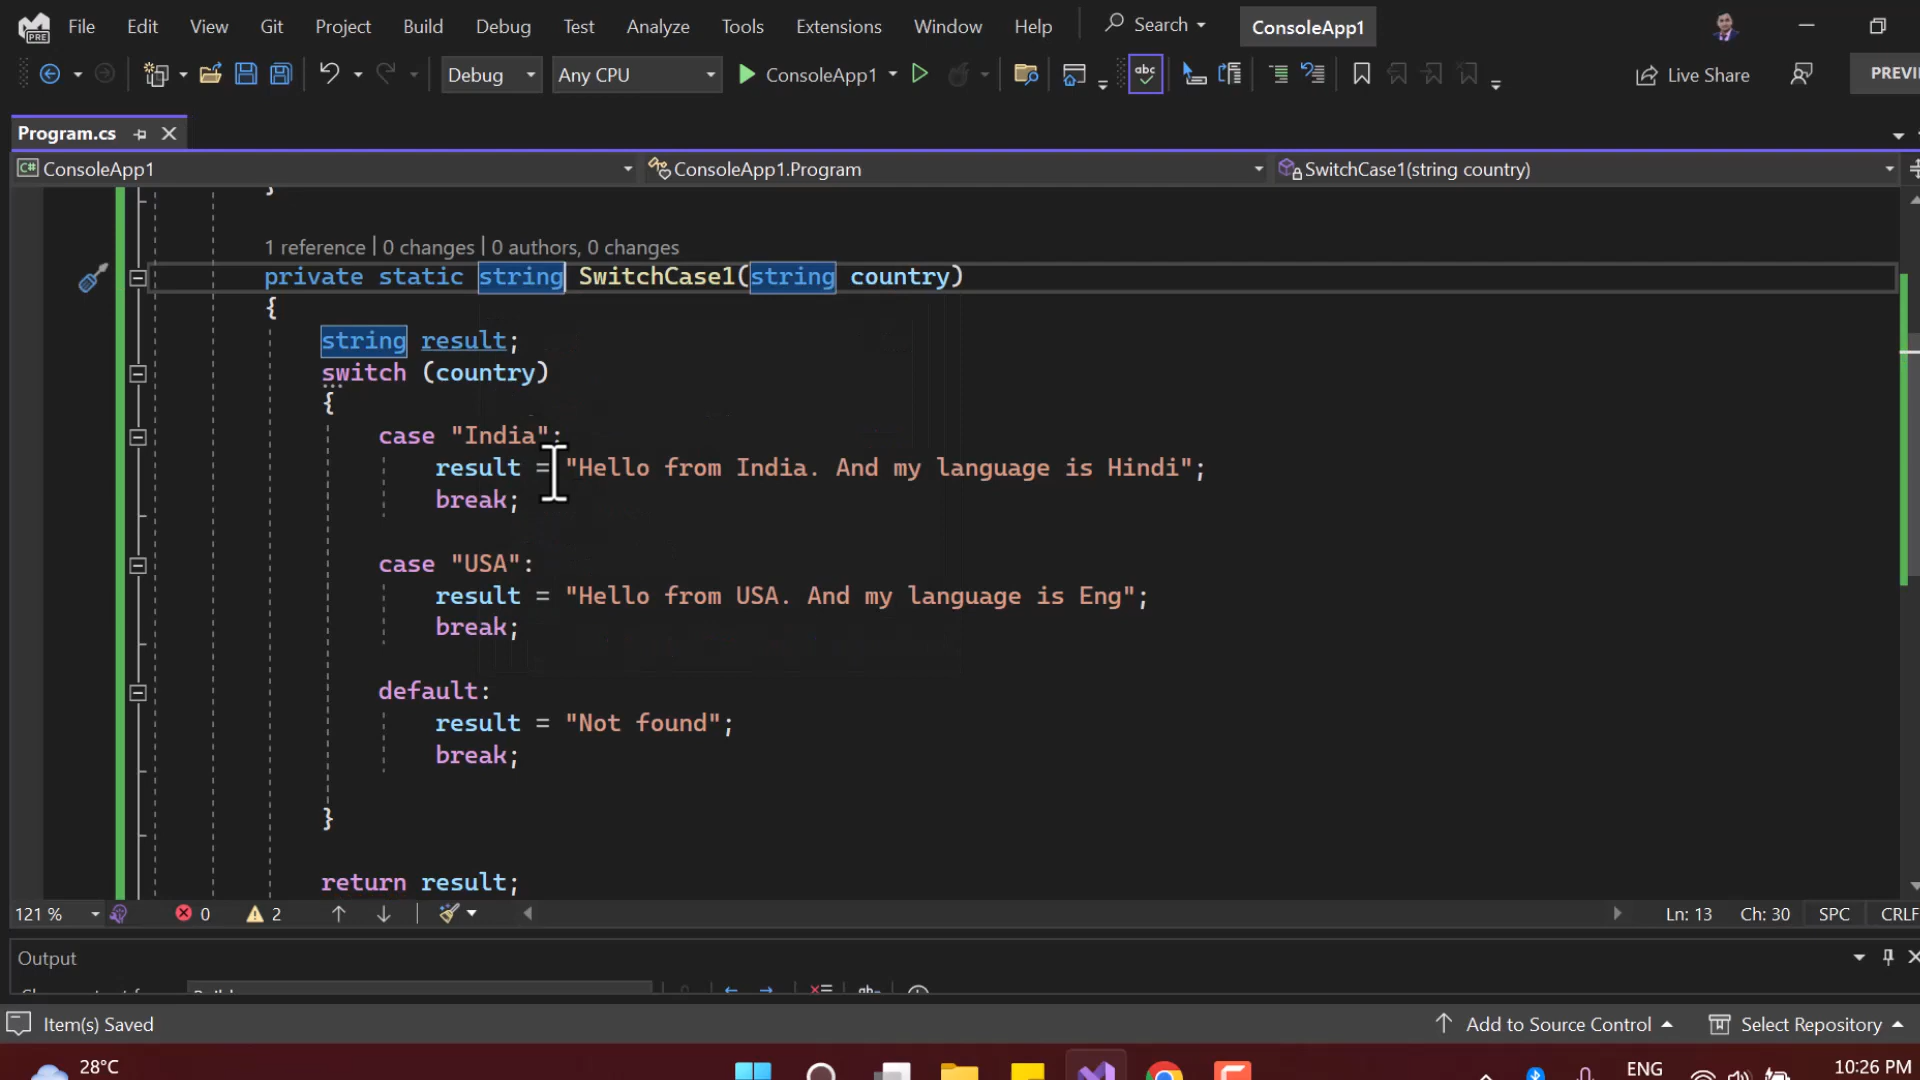 File Edit View Git Project Build Debug Test Analyze Tools Extensions Window Help Search ConsoleApp1
PRE
Debug Any CPU ConsoleApp1 abc Live Share
Program.cs
C# ConsoleApp1 ConsoleApp1.Program SwitchCase1(string country)
}
1 reference | 0 changes | 0 authors, 0 changes
private static string SwitchCase1(string country)
{
string result;
switch (country)
{
case "India":
result = "Hello from India. And my language is Hindi";
break;
case "USA":
result = "Hello from USA. And my language is Eng";
break;
default:
result = "Not found";
break;
}
return result;
121 % 0 2 Ln: 13 Ch: 30 SPC CRLF
Output
Item(s) Saved Add to Source Control Select Repository
28°C ENG 10:26 PM